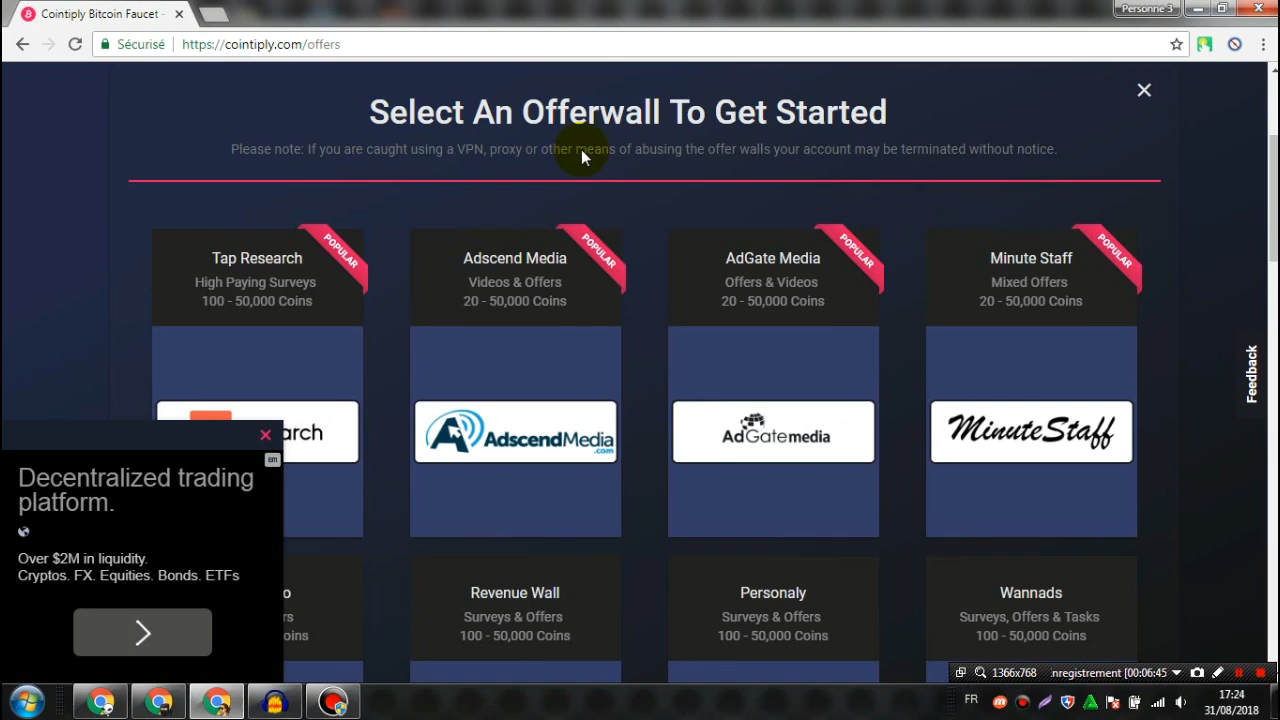 Cointiply Bitcoin Faucet -
Personne 3
Sécurisé
https://cointiply.com/offers
Select An Offerwall To Get Started
Please note: If you are caught using a VPN, proxy or other means of abusing the offer walls your account may be terminated without notice.
Tap Research
High Paying Surveys
100 - 50,000 Coins
POPULAR
Adscend Media
Videos & Offers
20 - 50,000 Coins
POPULAR
AdGate Media
Offers & Videos
20 - 50,000 Coins
POPULAR
Minute Staff
Mixed Offers
20 - 50,000 Coins
POPULAR
Feedback
arch
AdscendMedia
.com
AdGatemedia
MinuteStaff
Decentralized trading
platform.
Over $2M in liquidity.
Cryptos. FX. Equities. Bonds. ETFs
em
o
rs
oins
Revenue Wall
Surveys & Offers
100 - 50,000 Coins
Personaly
Surveys & Offers
100 - 50,000 Coins
Wannads
Surveys, Offers & Tasks
100 - 50,000 Coins
1366x768
nregistrement [00:06:45]
FR
17:24
31/08/2018